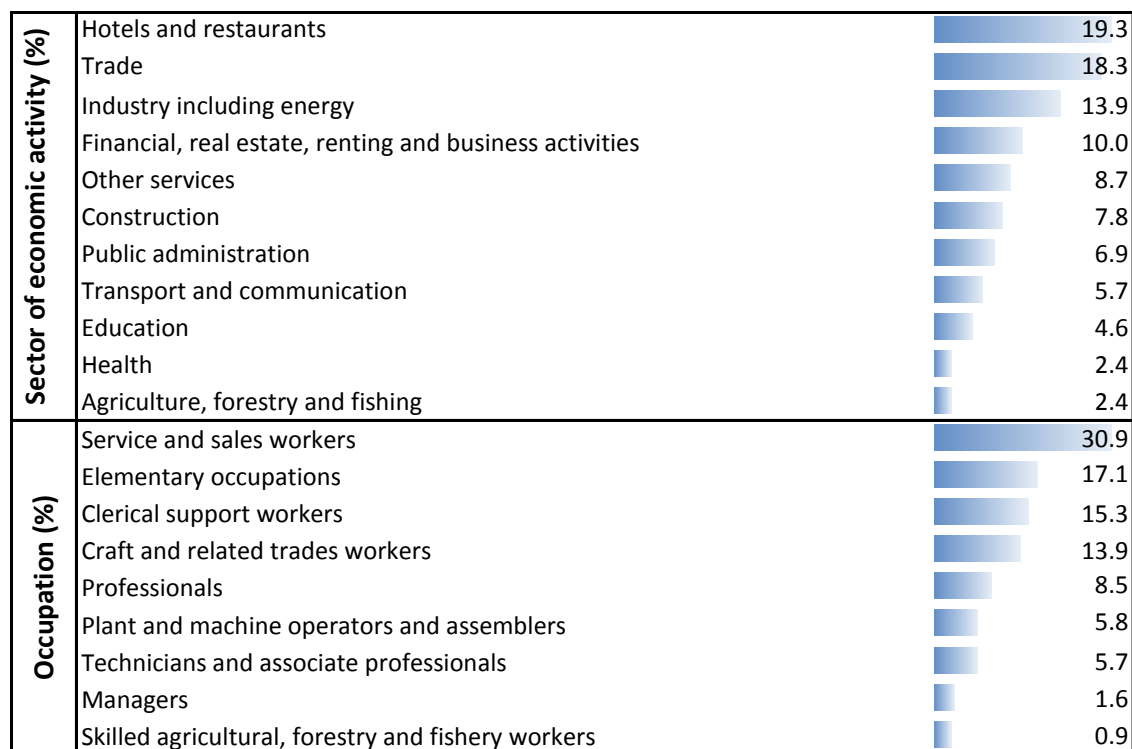 Sector of economic activity (%)
Hotels and restaurants 19.3
Trade 18.3
Industry including energy 13.9
Financial, real estate, renting and business activities 10.0
Other services 8.7
Construction 7.8
Public administration 6.9
Transport and communication 5.7
Education 4.6
Health 2.4
Agriculture, forestry and fishing 2.4
Occupation (%)
Service and sales workers 30.9
Elementary occupations 17.1
Clerical support workers 15.3
Craft and related trades workers 13.9
Professionals 8.5
Plant and machine operators and assemblers 5.8
Technicians and associate professionals 5.7
Managers 1.6
Skilled agricultural, forestry and fishery workers 0.9